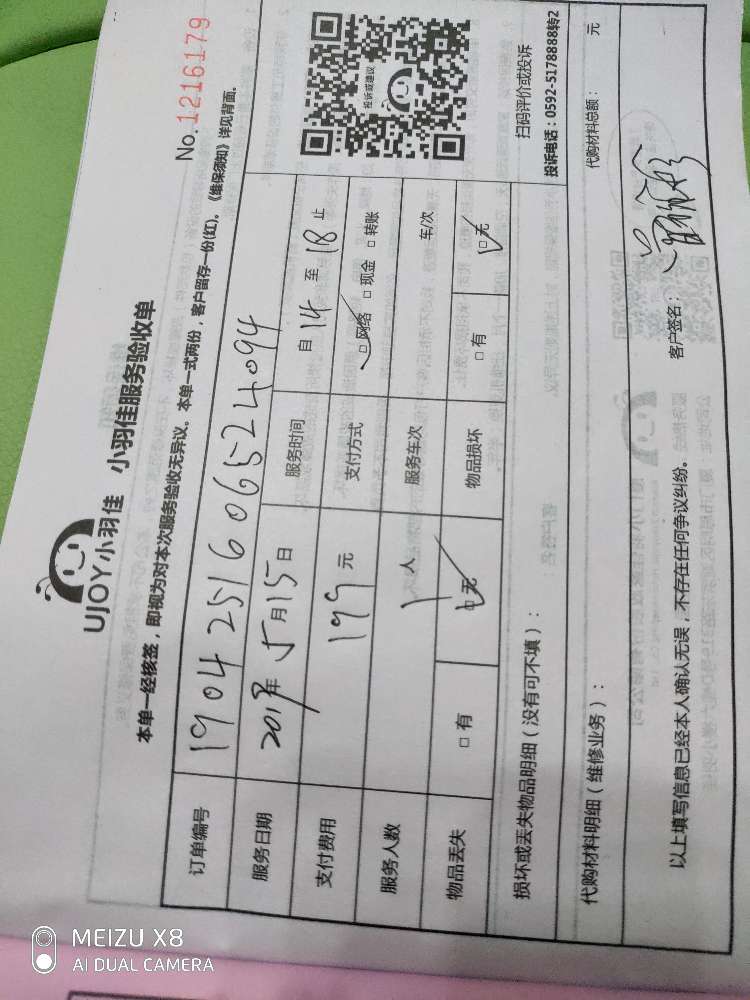 UJOY小羽佳 小羽佳服务验收单
No.1216179
本单一经核签，即视为对本次服务验收无异议。本单一式两份，客户留存一份(红)。《维保须知》详见背面。
订单编号 1904251606524094
服务日期 2019年5月15日 服务时间 自14至18止
支付费用 199元 支付方式 □网络 □现金 □转账
服务人数 1人 服务车次 车/次
物品丢失 □有 □无 物品损坏 □有 □无
投诉或建议
扫码评价或投诉
投诉电话：0592-5178888转2
损坏或丢失物品明细（没有可不填）：
代购材料明细（维修业务）： 代购材料总额： 元
以上填写信息已经本人确认无误，不存在任何争议纠纷。 客户签名：
MEIZU X8
AI DUAL CAMERA